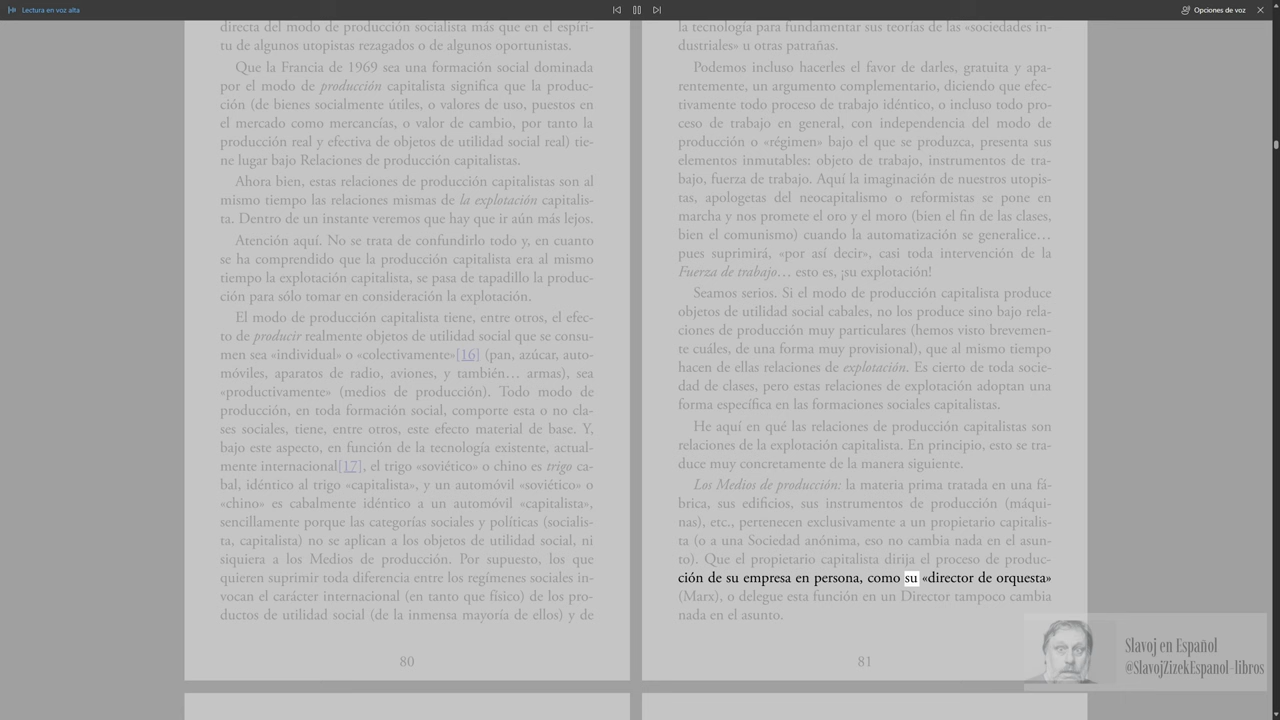 Lectura en voz alta
Opciones de voz
directa del modo de producción socialista más que en el espíri-
tu de algunos utopistas rezagados o de algunos oportunistas.
Que la Francia de 1969 sea una formación social dominada
por el modo de producción capitalista significa que la produc-
ción (de bienes socialmente útiles, o valores de uso, puestos en
el mercado como mercancías, o valor de cambio, por tanto la
producción real y efectiva de objetos de utilidad social real) tie-
ne lugar bajo Relaciones de producción capitalistas.
Ahora bien, estas relaciones de producción capitalistas son al
mismo tiempo las relaciones mismas de la explotación capitalis-
ta. Dentro de un instante veremos que hay que ir aún más lejos.
Atención aquí. No se trata de confundirlo todo y, en cuanto
se ha comprendido que la producción capitalista era al mismo
tiempo la explotación capitalista, se pasa de tapadillo la produc-
ción para sólo tomar en consideración la explotación.
El modo de producción capitalista tiene, entre otros, el efec-
to de producir realmente objetos de utilidad social que se consu-
men sea «individual» o «colectivamente»[16] (pan, azúcar, auto-
móviles, aparatos de radio, aviones, y también… armas), sea
«productivamente» (medios de producción). Todo modo de
producción, en toda formación social, comporte esta o no cla-
ses sociales, tiene, entre otros, este efecto material de base. Y,
bajo este aspecto, en función de la tecnología existente, actual-
mente internacional[17], el trigo «soviético» o chino es trigo ca-
bal, idéntico al trigo «capitalista», y un automóvil «soviético» o
«chino» es cabalmente idéntico a un automóvil «capitalista»,
sencillamente porque las categorías sociales y políticas (socialis-
ta, capitalista) no se aplican a los objetos de utilidad social, ni
siquiera a los Medios de producción. Por supuesto, los que
quieren suprimir toda diferencia entre los regímenes sociales in-
vocan el carácter internacional (en tanto que físico) de los pro-
ductos de utilidad social (de la inmensa mayoría de ellos) y de
80
la tecnología para fundamentar sus teorías de las «sociedades in-
dustriales» u otras patrañas.
Podemos incluso hacerles el favor de darles, gratuita y apa-
rentemente, un argumento complementario, diciendo que efec-
tivamente todo proceso de trabajo idéntico, o incluso todo pro-
ceso de trabajo en general, con independencia del modo de
producción o «régimen» bajo el que se produzca, presenta sus
elementos inmutables: objeto de trabajo, instrumentos de tra-
bajo, fuerza de trabajo. Aquí la imaginación de nuestros utopis-
tas, apologetas del neocapitalismo o reformistas se pone en
marcha y nos promete el oro y el moro (bien el fin de las clases,
bien el comunismo) cuando la automatización se generalice…
pues suprimirá, «por así decir», casi toda intervención de la
Fuerza de trabajo… esto es, ¡su explotación!
Seamos serios. Si el modo de producción capitalista produce
objetos de utilidad social cabales, no los produce sino bajo rela-
ciones de producción muy particulares (hemos visto brevemen-
te cuáles, de una forma muy provisional), que al mismo tiempo
hacen de ellas relaciones de explotación. Es cierto de toda socie-
dad de clases, pero estas relaciones de explotación adoptan una
forma específica en las formaciones sociales capitalistas.
He aquí en qué las relaciones de producción capitalistas son
relaciones de la explotación capitalista. En principio, esto se tra-
duce muy concretamente de la manera siguiente.
Los Medios de producción: la materia prima tratada en una fá-
brica, sus edificios, sus instrumentos de producción (máqui-
nas), etc., pertenecen exclusivamente a un propietario capitalis-
ta (o a una Sociedad anónima, eso no cambia nada en el asun-
to). Que el propietario capitalista dirija el proceso de produc-
ción de su empresa en persona, como su «director de orquesta»
(Marx), o delegue esta función en un Director tampoco cambia
nada en el asunto.
81
Slavoj en Español
@SlavojZizekEspanol-libros